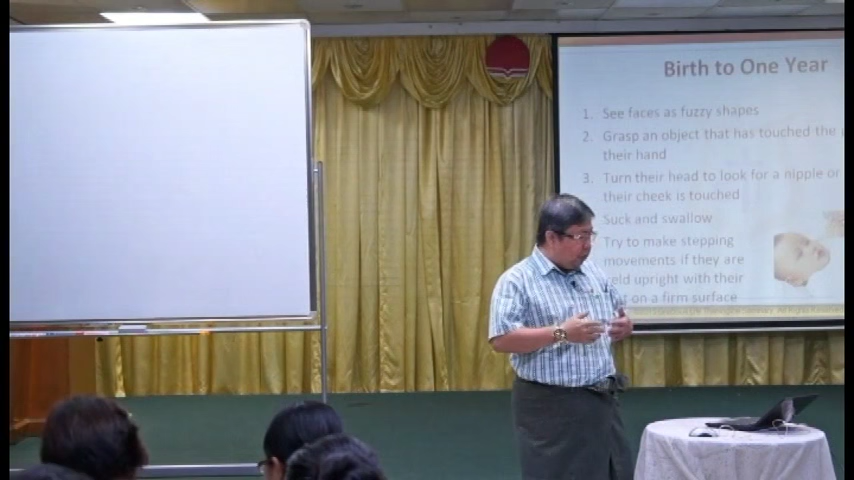 Birth to One Year
1. See faces as fuzzy shapes
2. Grasp an object that has touched the
their hand
3. Turn their head to look for a nipple or
their cheek is touched
Suck and swallow
Try to make stepping
movements if they are
held upright with their
on a firm surface